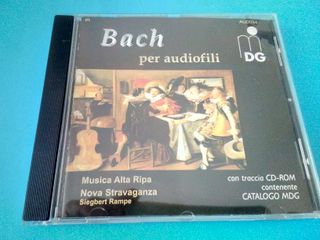 Bach
per audiofili
MDG
Musica Alta Ripa
Nova Stravaganza
Siegbert Rampe
con traccia CD-ROM
contenente
CATALOGO MDG